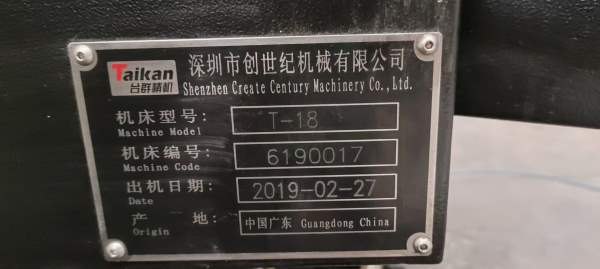 Taikan
台群精机
深圳市创世纪机械有限公司
Shenzhen Create Century Machinery Co.,Ltd.
机床型号: T-18
Machine Model
机床编号: 6190017
Machine Code
出机日期: 2019-02-27
Date
产 地: 中国广东 Guangdong China
Origin